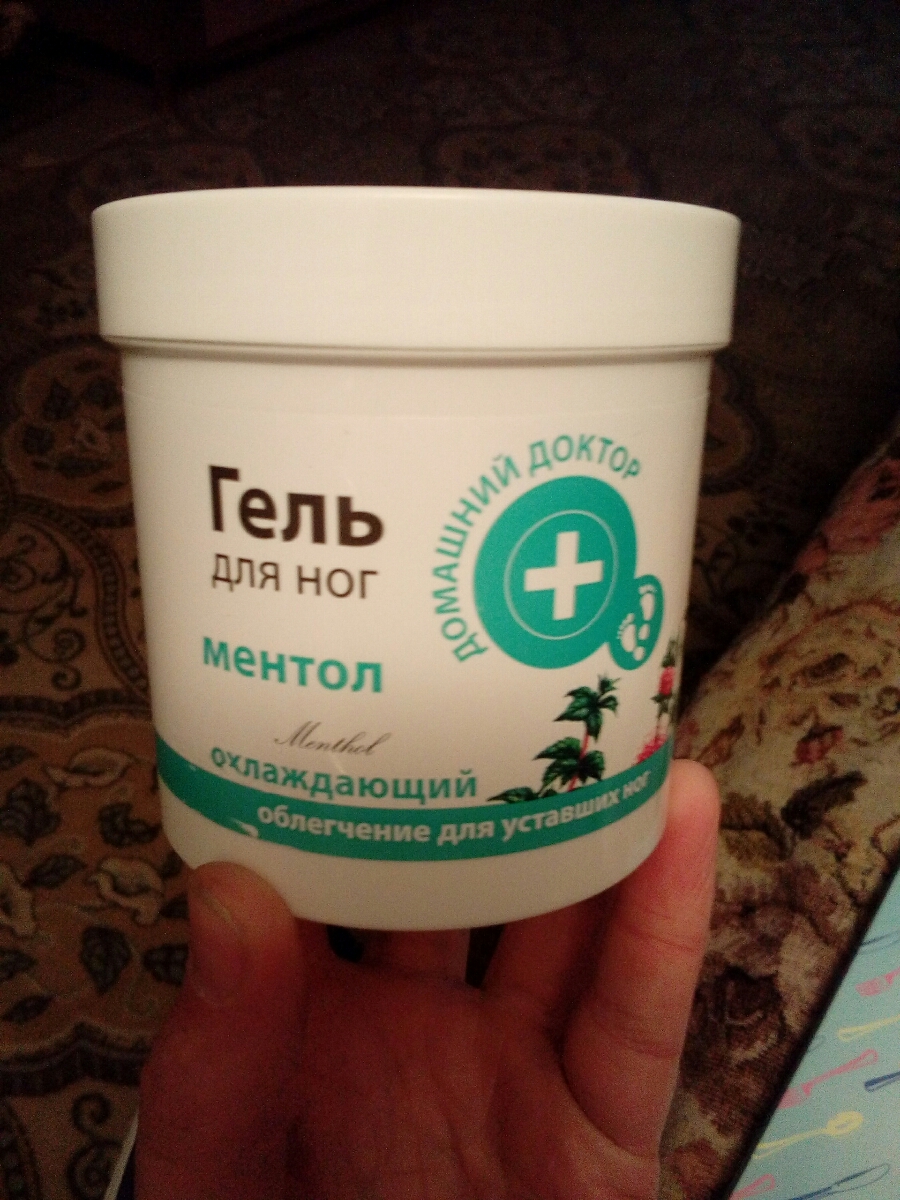 Гель
для ног
ментол
Menthol
охлаждающий
облегчение для уставших ног
ДОМАШНИЙ ДОКТОР